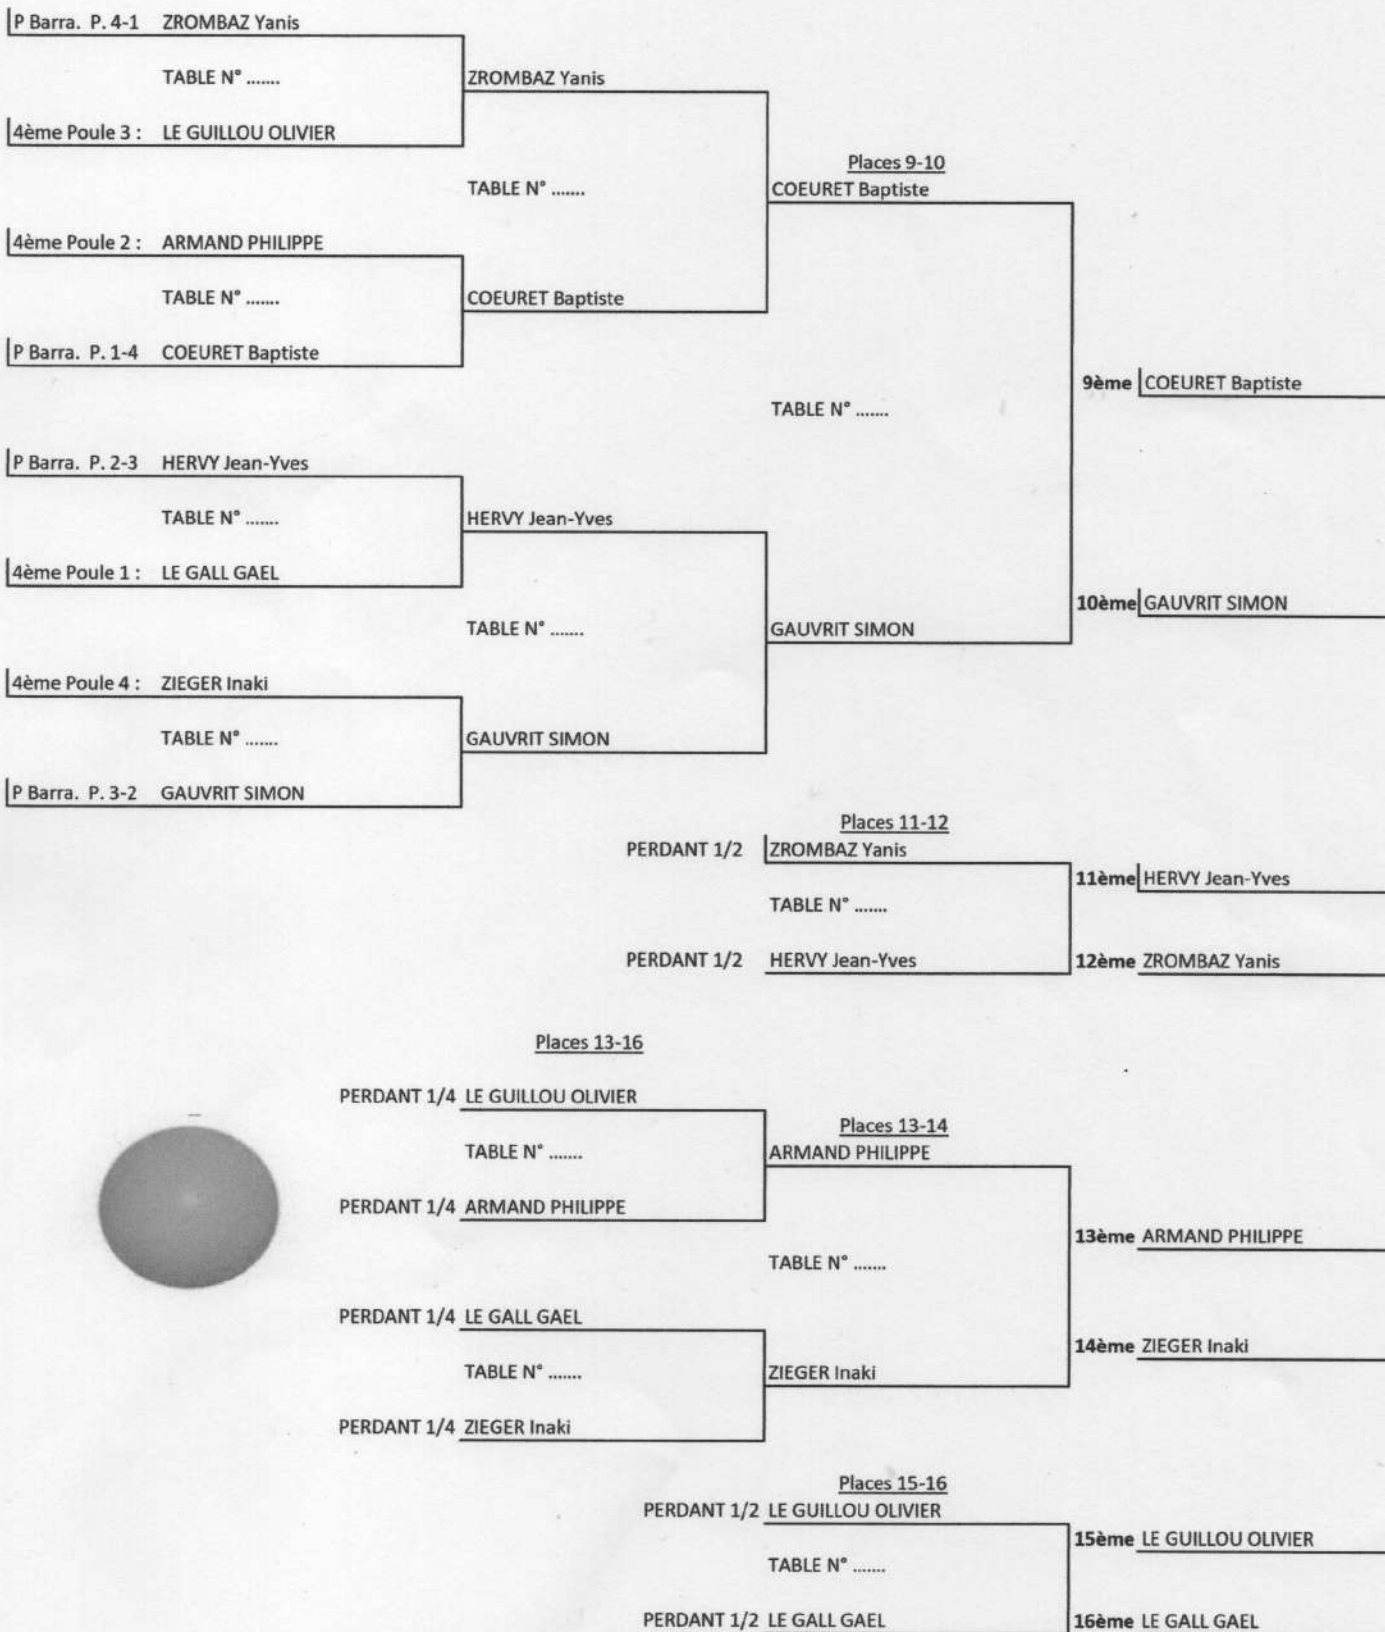 P Barra. P. 4-1 ZROMBAZ Yanis
TABLE N° ....... ZROMBAZ Yanis
4ème Poule 3 : LE GUILLOU OLIVIER
Places 9-10
TABLE N° ....... COEURET Baptiste
4ème Poule 2 : ARMAND PHILIPPE
TABLE N° ....... COEURET Baptiste
P Barra. P. 1-4 COEURET Baptiste
9ème COEURET Baptiste
TABLE N° .......
P Barra. P. 2-3 HERVY Jean-Yves
TABLE N° ....... HERVY Jean-Yves
4ème Poule 1 : LE GALL GAEL
10ème GAUVRIT SIMON
TABLE N° ....... GAUVRIT SIMON
4ème Poule 4 : ZIEGER Inaki
TABLE N° ....... GAUVRIT SIMON
P Barra. P. 3-2 GAUVRIT SIMON
Places 11-12
PERDANT 1/2 ZROMBAZ Yanis
11ème HERVY Jean-Yves
TABLE N° .......
PERDANT 1/2 HERVY Jean-Yves 12ème ZROMBAZ Yanis
Places 13-16
PERDANT 1/4 LE GUILLOU OLIVIER
Places 13-14
TABLE N° ....... ARMAND PHILIPPE
PERDANT 1/4 ARMAND PHILIPPE
13ème ARMAND PHILIPPE
TABLE N° .......
PERDANT 1/4 LE GALL GAEL
14ème ZIEGER Inaki
TABLE N° ....... ZIEGER Inaki
PERDANT 1/4 ZIEGER Inaki
Places 15-16
PERDANT 1/2 LE GUILLOU OLIVIER
15ème LE GUILLOU OLIVIER
TABLE N° .......
PERDANT 1/2 LE GALL GAEL 16ème LE GALL GAEL